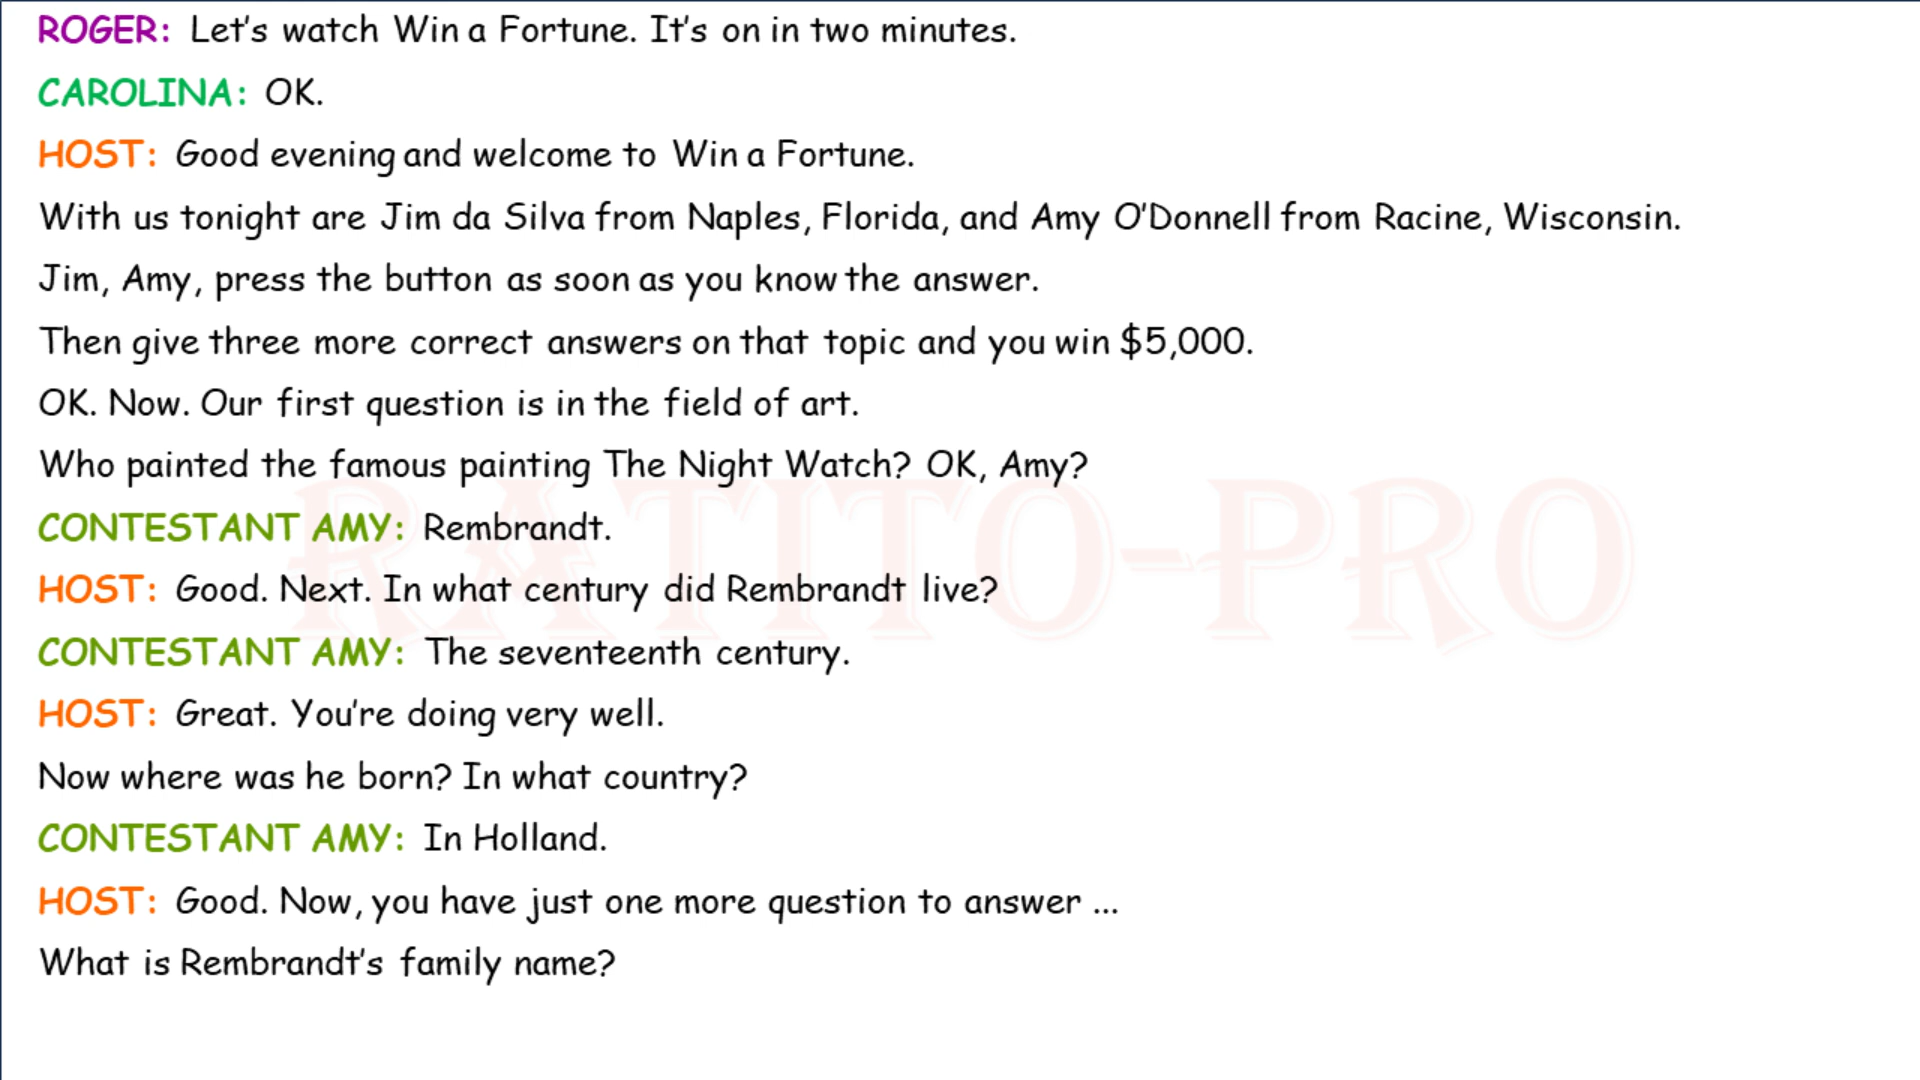 ROGER: Let's watch Win a Fortune. It's on in two minutes.
CAROLINA: OK.
HOST: Good evening and welcome to Win a Fortune.
With us tonight are Jim da Silva from Naples, Florida, and Amy O'Donnell from Racine, Wisconsin.
Jim, Amy, press the button as soon as you know the answer.
Then give three more correct answers on that topic and you win $5,000.
OK. Now. Our first question is in the field of art.
Who painted the famous painting The Night Watch? OK, Amy?
CONTESTANT AMY: Rembrandt.
RATITO-PRO
HOST: Good. Next. In what century did Rembrandt live?
CONTESTANT AMY: The seventeenth century.
HOST: Great. You're doing very well.
Now where was he born? In what country?
CONTESTANT AMY: In Holland.
HOST: Good. Now, you have just one more question to answer ...
What is Rembrandt's family name?